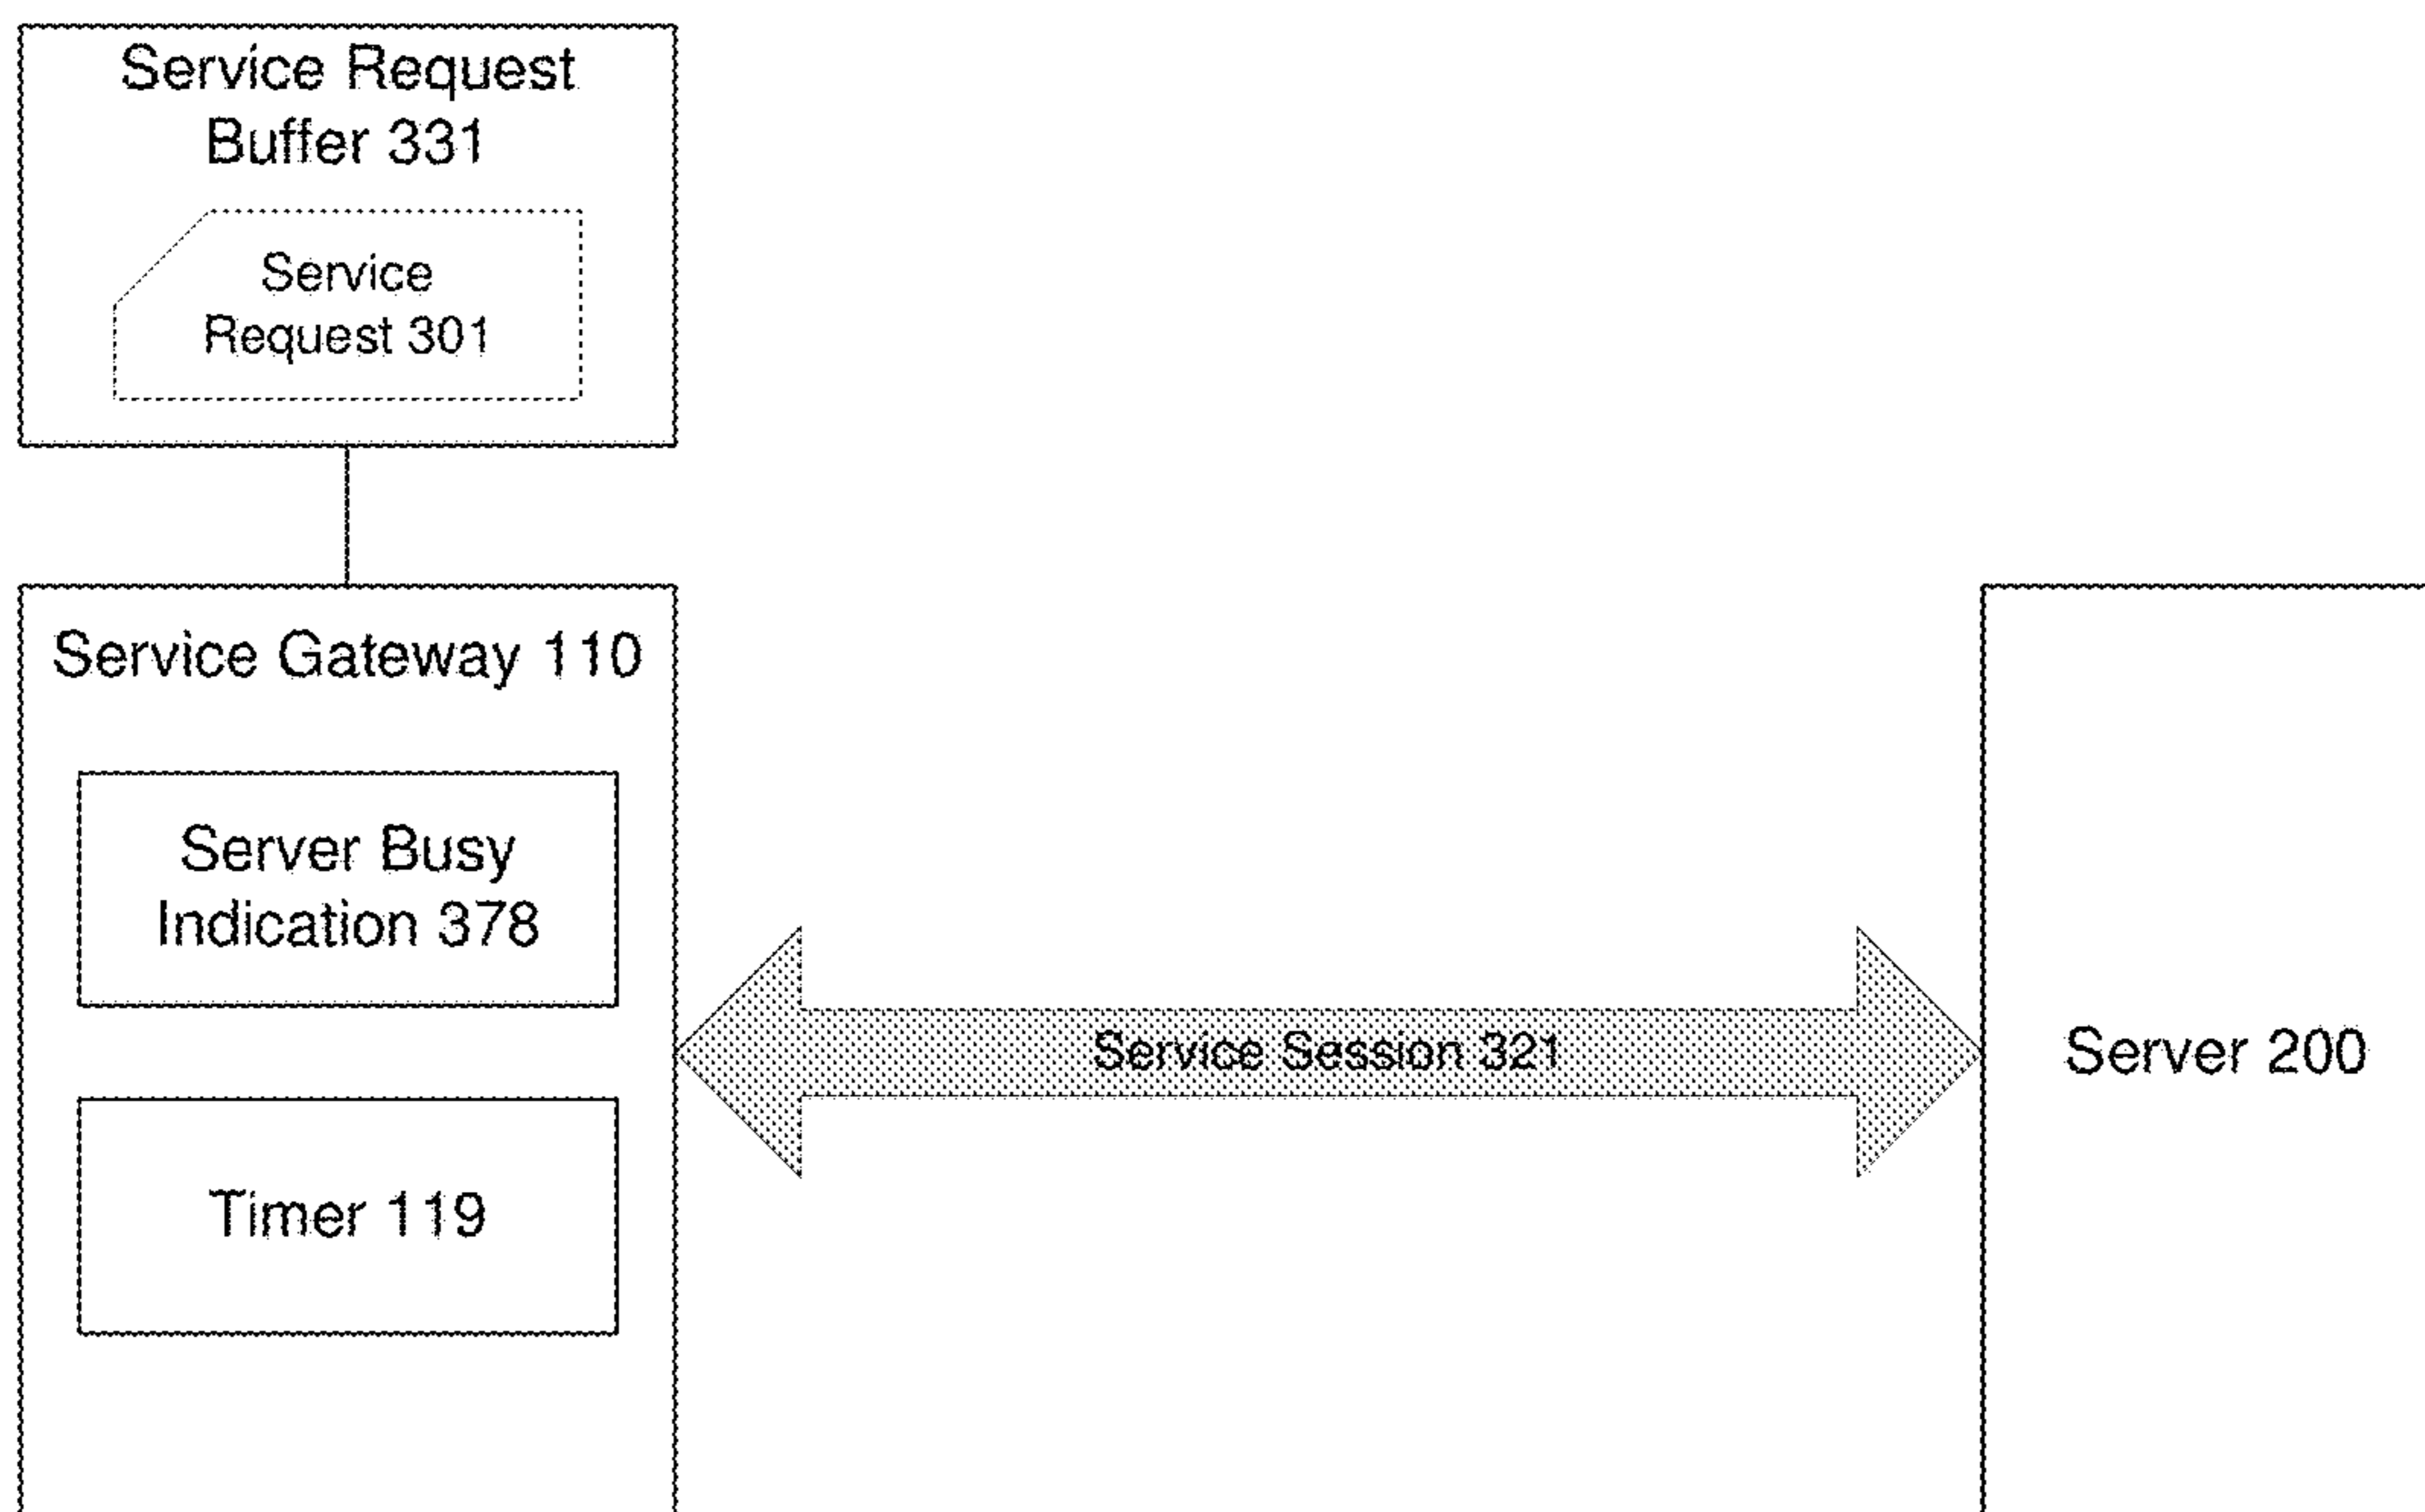 Service Request
Buffer 331
Service
Request 301
Service Gateway 110
Server Busy
Indication 378
Timer 119
Service Session 321
Server 200